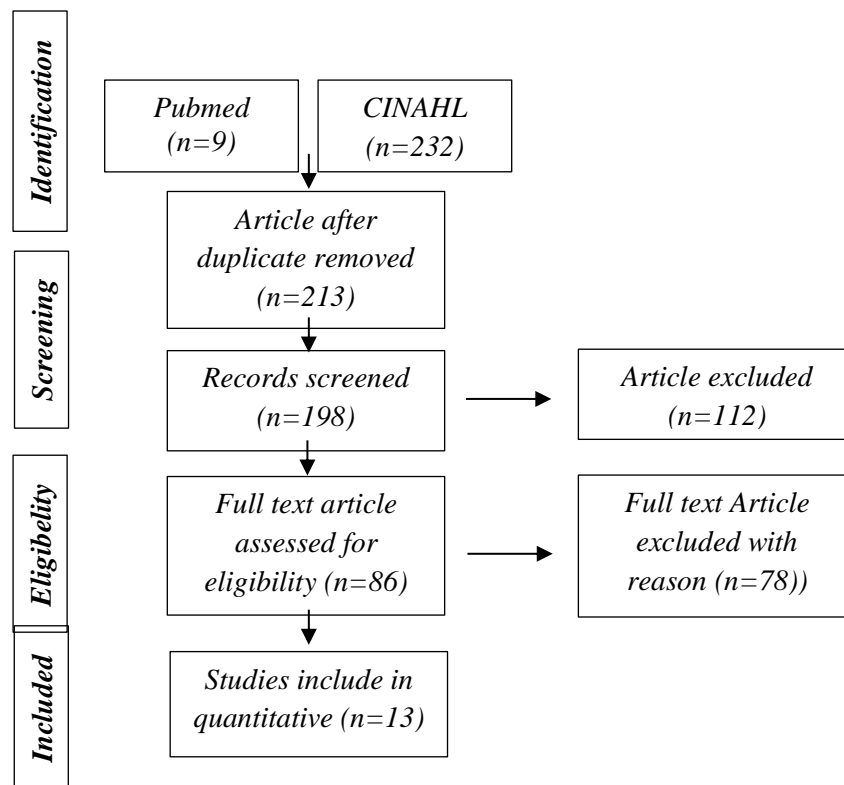 Identification
Pubmed
(n=9)
CINAHL
(n=232)
Article after
duplicate removed
(n=213)
Screening
Records screened
(n=198)
Article excluded
(n=112)
Eligibelity
Full text article
assessed for
eligibility (n=86)
Full text Article
excluded with
reason (n=78))
Included
Studies include in
quantitative (n=13)